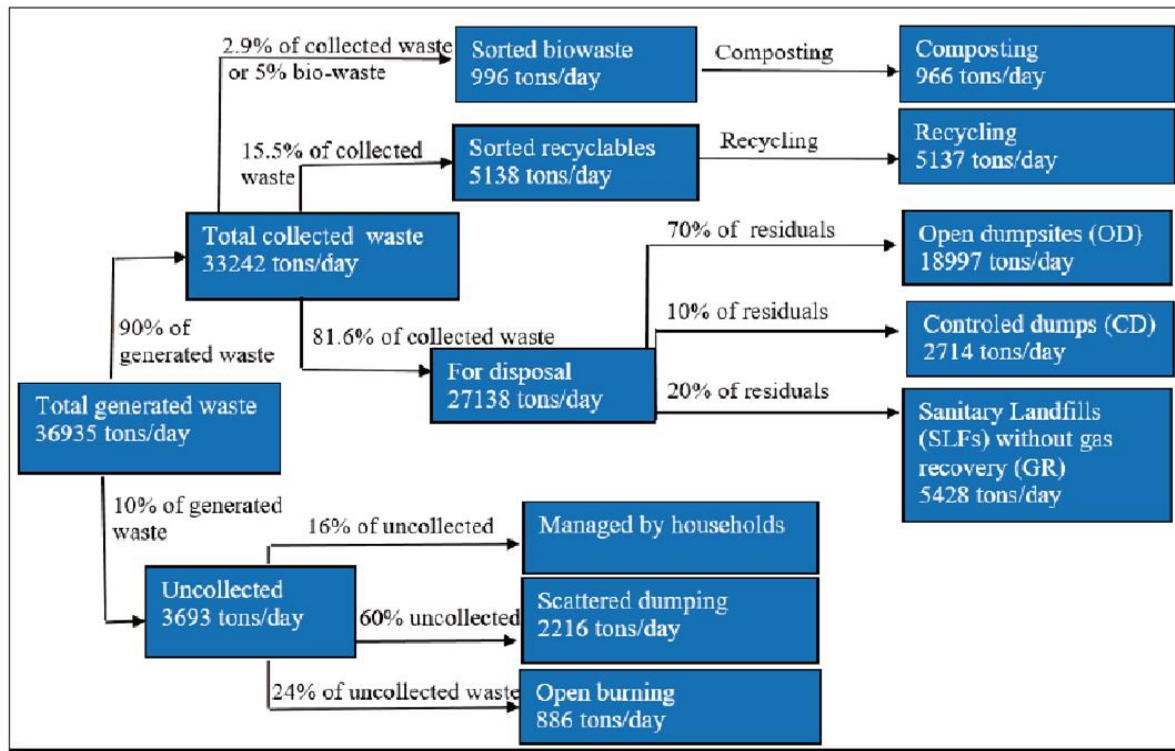 2.9% of collected waste
or 5% bio-waste
Sorted biowaste
996 tons/day
Composting
Composting
966 tons/day
15.5% of collected
waste
Sorted recyclables
5138 tons/day
Recycling
Recycling
5137 tons/day
Total collected waste
33242 tons/day
70% of residuals
Open dumpsites (OD)
18997 tons/day
90% of
generated waste
81.6% of collected waste
For disposal
27138 tons/day
10% of residuals
Controled dumps (CD)
2714 tons/day
20% of residuals
Sanitary Landfills
(SLFs) without gas
recovery (GR)
5428 tons/day
Total generated waste
36935 tons/day
10% of generated
waste
16% of uncollected
Managed by households
Uncollected
3693 tons/day
60% uncollected
Scattered dumping
2216 tons/day
24% of uncollected waste
Open burning
886 tons/day